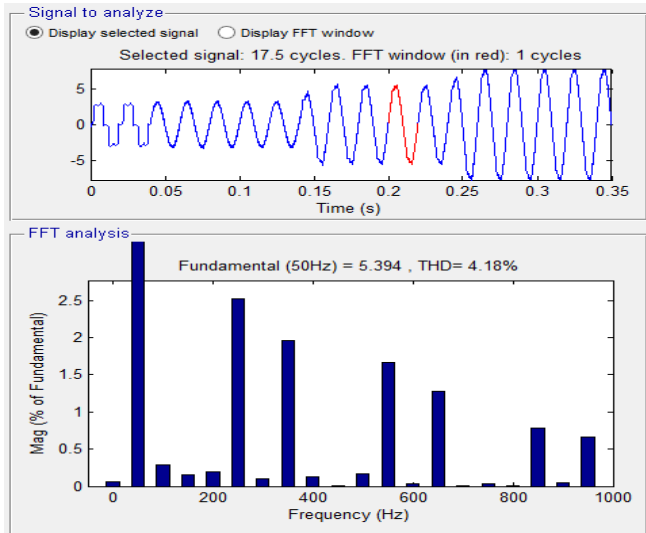 Signal to analyze
Display selected signal Display FFT window
Selected signal: 17.5 cycles. FFT window (in red): 1 cycles
5
0
-5
0 0.05 0.1 0.15 0.2 0.25 0.3 0.35
Time (s)
FFT analysis
Fundamental (50Hz) = 5.394 , THD= 4.18%
Mag (% of Fundamental)
2.5
2
1.5
1
0.5
0
0 200 400 600 800 1000
Frequency (Hz)